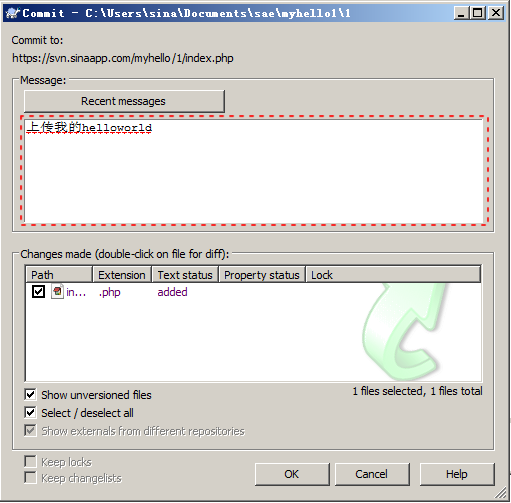 Commit - C:\Users\sina\Documents\sae\myhello1\1
Commit to:
https://svn.sinaapp.com/myhello/1/index.php
Message:
Recent messages
上传我的helloworld
Changes made (double-click on file for diff):
Path Extension Text status Property status Lock
in... .php added
Show unversioned files
1 files selected, 1 files total
Select / deselect all
Show externals from different repositories
Keep locks
Keep changelists
OK Cancel Help